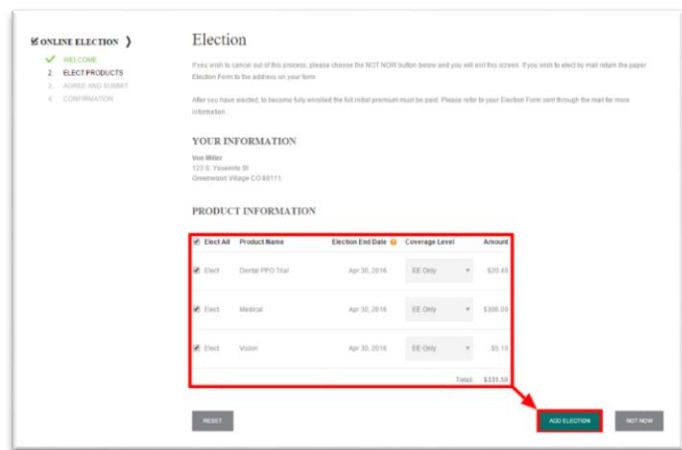 ONLINE ELECTION
WELCOME
2. ELECT PRODUCTS
3. AGREE AND SUBMIT
4. CONFIRMATION
Election
If you wish to cancel out of this process, please choose the NOT NOW button below and you will exit this screen. If you wish to elect by mail return the paper
Election Form to the address on your form.
After you have elected, to become fully enrolled the full initial premium must be paid. Please refer to your Election Form sent through the mail for more
information.
YOUR INFORMATION
Von Miller
123 S. Yosemite St
Greenwood Village CO 80111
PRODUCT INFORMATION
Elect All Product Name Election End Date Coverage Level Amount
Elect Dental PPO Trial Apr 30, 2016 EE Only $20.40
Elect Medical Apr 30, 2016 EE Only
Elect Vision Apr 30, 2016 EE Only
Total:
RESET ADD ELECTION NOT NOW